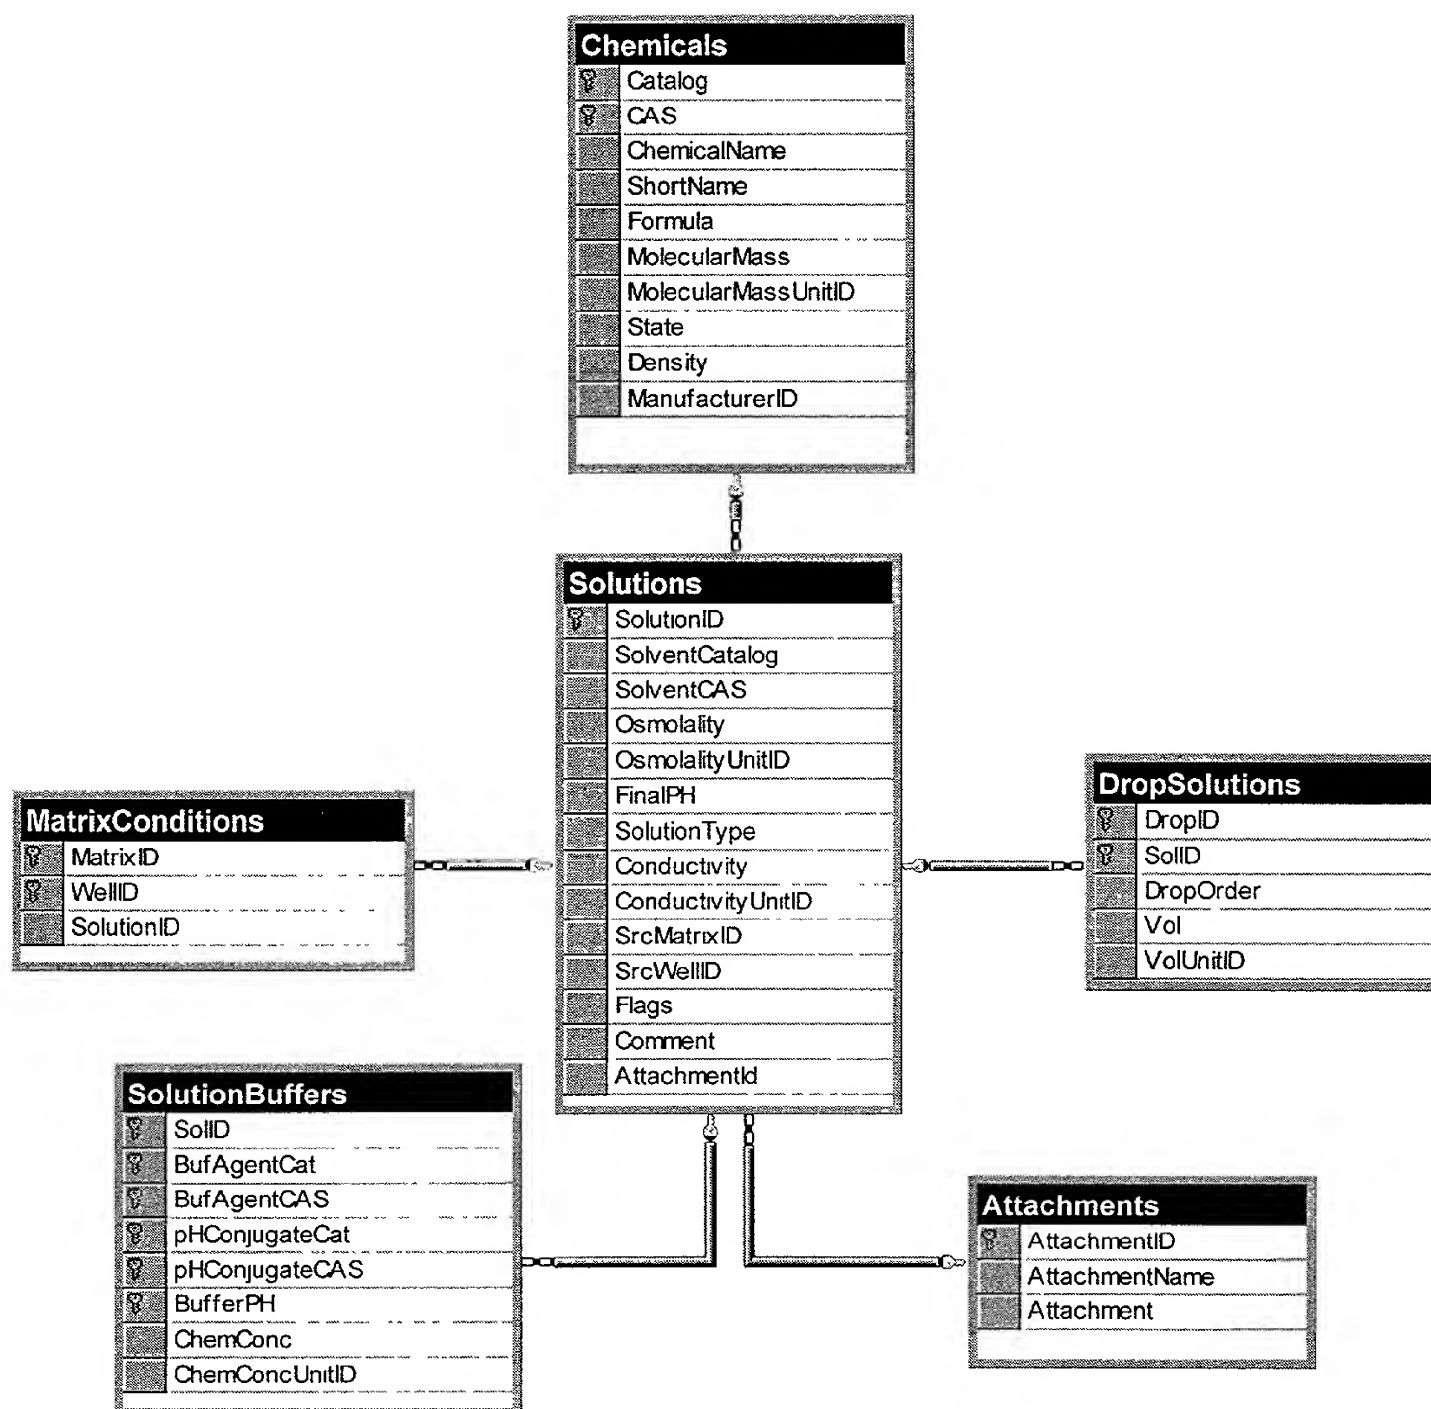 Chemicals
Catalog
CAS
ChemicalName
ShortName
Formula
MolecularMass
MolecularMassUnitID
State
Density
ManufacturerID
Solutions
SolutionID
SolventCatalog
SolventCAS
Osmolality
OsmolalityUnitID
FinalPH
SolutionType
Conductivity
ConductivityUnitID
SrcMatrixID
SrcWellID
Flags
Comment
AttachmentId
MatrixConditions
MatrixID
WellID
SolutionID
DropSolutions
DropID
SolID
DropOrder
Vol
VolUnitID
SolutionBuffers
SolID
BufAgentCat
BufAgentCAS
pHConjugateCat
pHConjugateCAS
BufferPH
ChemConc
ChemConcUnitID
Attachments
AttachmentID
AttachmentName
Attachment